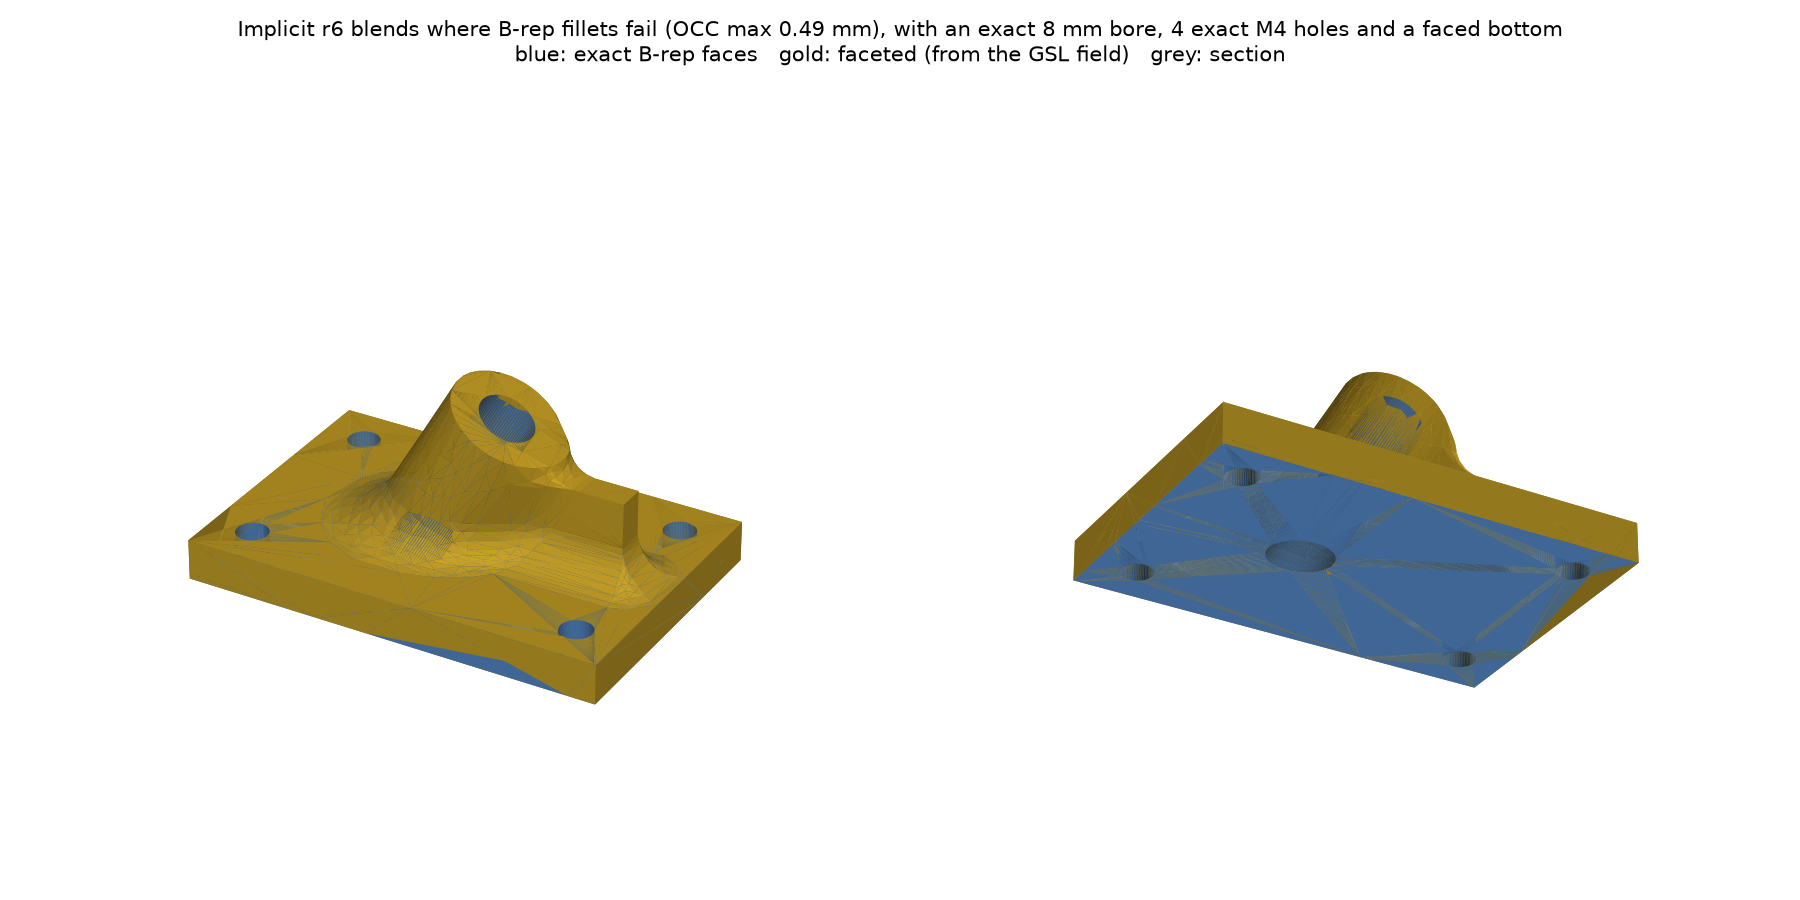 Implicit r6 blends where B-rep fillets fail (OCC max 0.49 mm), with an exact 8 mm bore, 4 exact M4 holes and a faced bottom
blue: exact B-rep faces   gold: faceted (from the GSL field)   grey: section